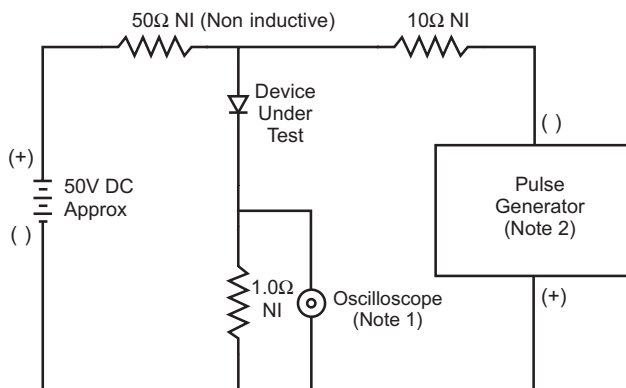 50Ω NI (Non inductive)
10Ω NI
Device
Under
Test
( )
(+)
50V DC
Approx
( )
Pulse
Generator
(Note 2)
1.0Ω
NI
Oscilloscope
(Note 1)
(+)